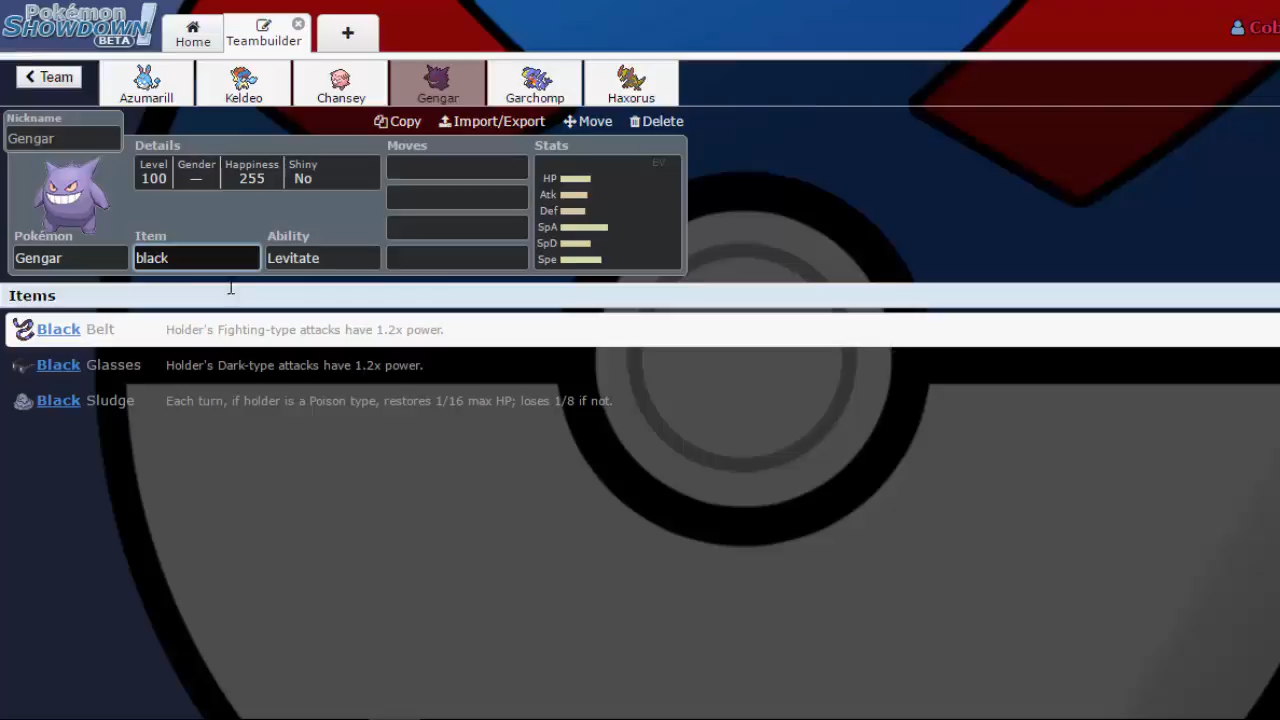 Pokémon
SHOWDOWN!
BETA
Home
Teambuilder
+
Cob
Team
Azumarill
Keldeo
Chansey
Gengar
Garchomp
Haxorus
Copy Import/Export Move Delete
Nickname
Gengar
Details
Level Gender Happiness Shiny
100 — 255 No
Moves
Stats
EV
HP
Atk
Def
SpA
SpD
Spe
Pokémon Item Ability
Gengar black Levitate
Items
Black Belt Holder's Fighting-type attacks have 1.2x power.
Black Glasses Holder's Dark-type attacks have 1.2x power.
Black Sludge Each turn, if holder is a Poison type, restores 1/16 max HP; loses 1/8 if not.